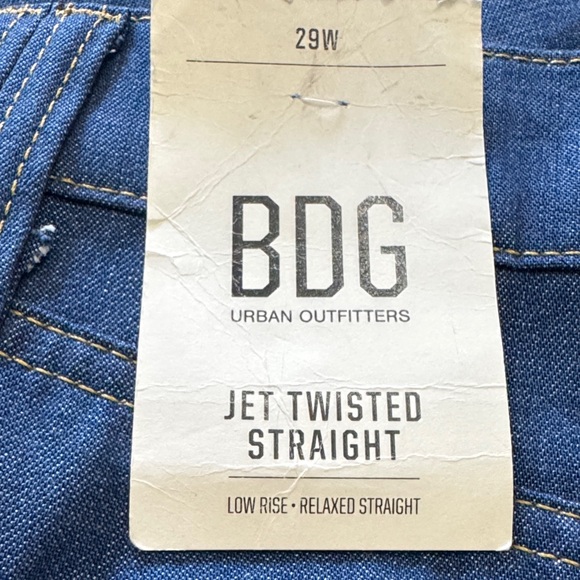 29W
BDG
URBAN OUTFITTERS
JET TWISTED
STRAIGHT
LOW RISE • RELAXED STRAIGHT